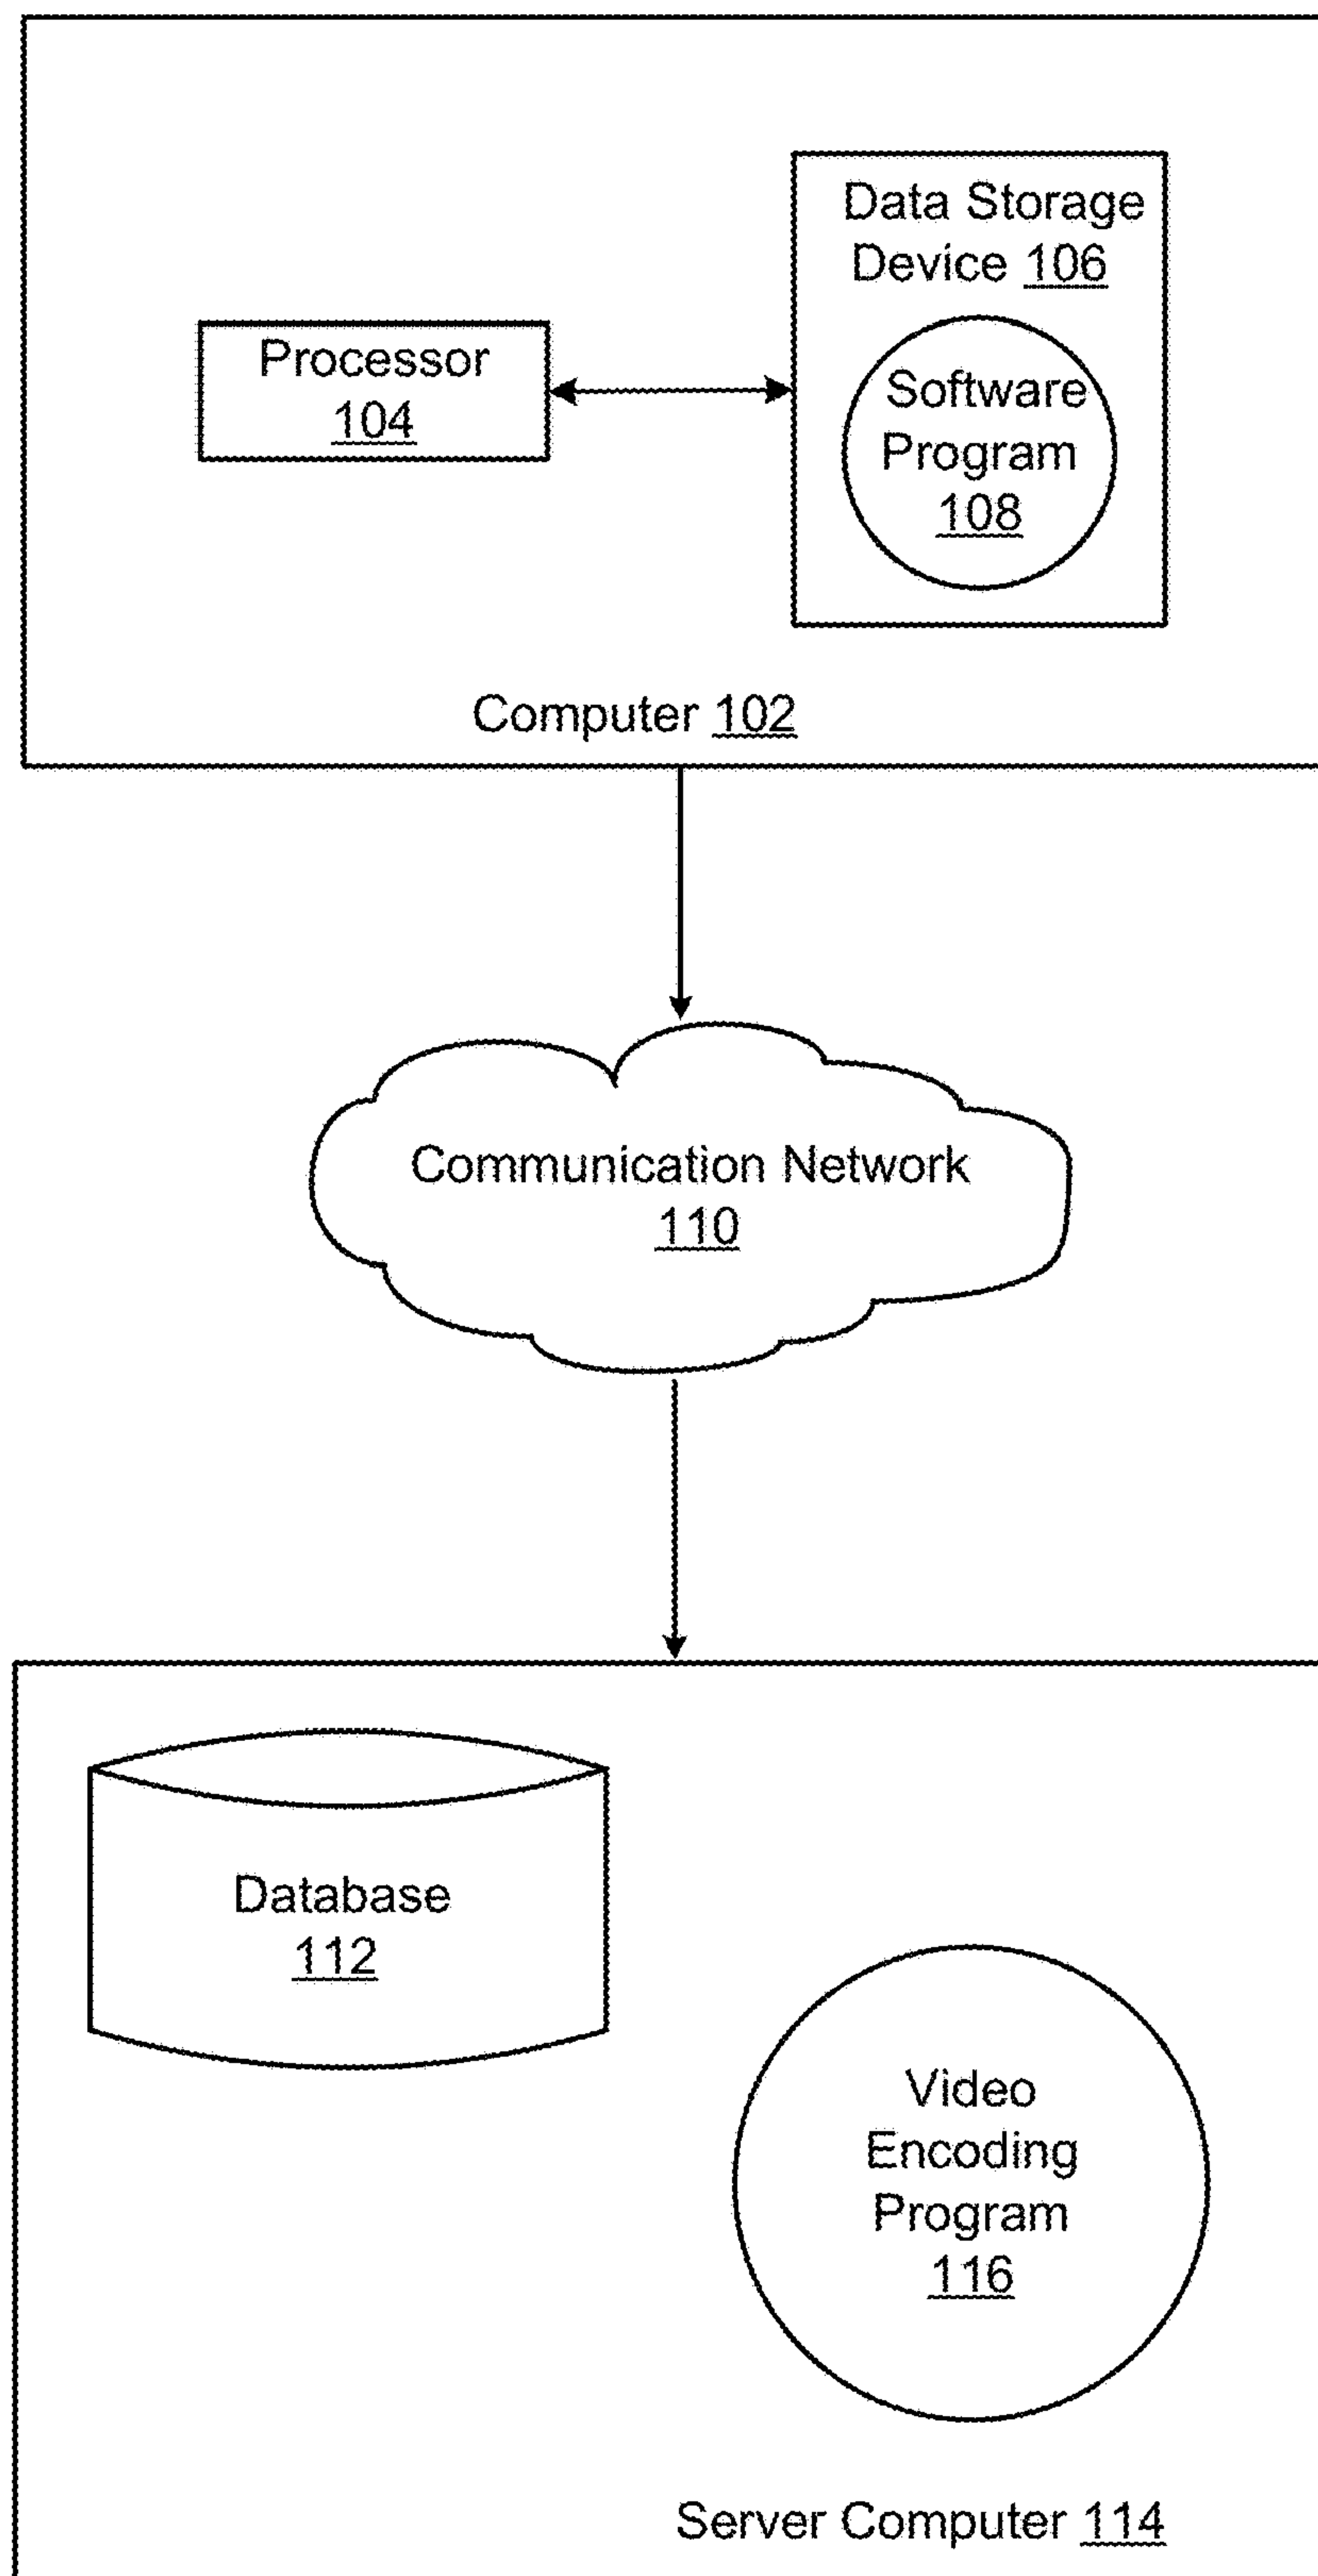 Data Storage
Device 106
Processor
104
Software
Program
108
Computer 102
Communication Network
110
Database
112
Video
Encoding
Program
116
Server Computer 114